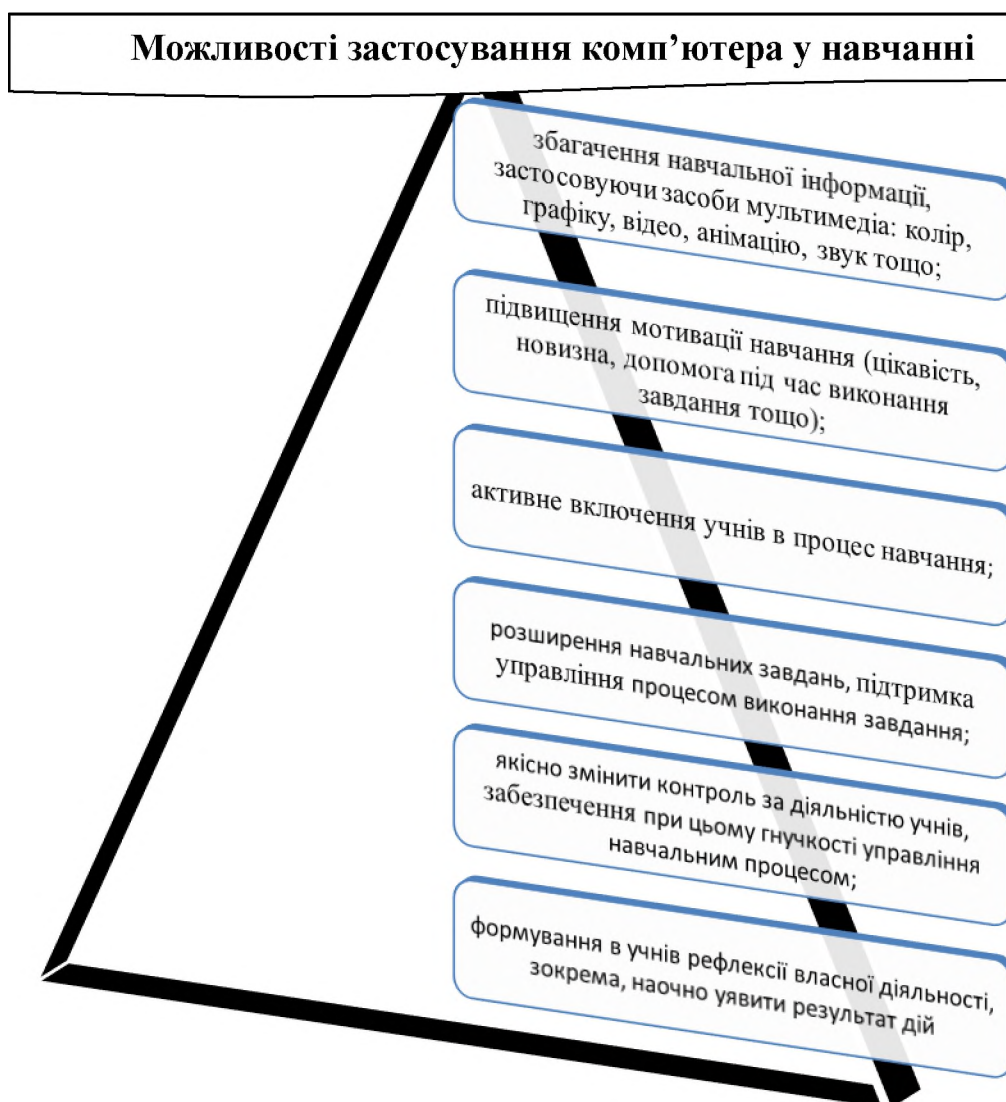 Можливості застосування комп’ютера у навчанні
збагачення навчальної інформації,
застосовуючи засоби мультимедіа: колір,
графіку, відео, анімацію, звук тощо;
підвищення мотивації навчання (цікавість,
новизна, допомога під час виконання
завдання тощо);
активне включення учнів в процес навчання;
розширення навчальних завдань, підтримка
управління процесом виконання завдання;
якісно змінити контроль за діяльністю учнів,
забезпечення при цьому гнучкості управління
навчальним процесом;
формування в учнів рефлексії власної діяльності,
зокрема, наочно уявити результат дій